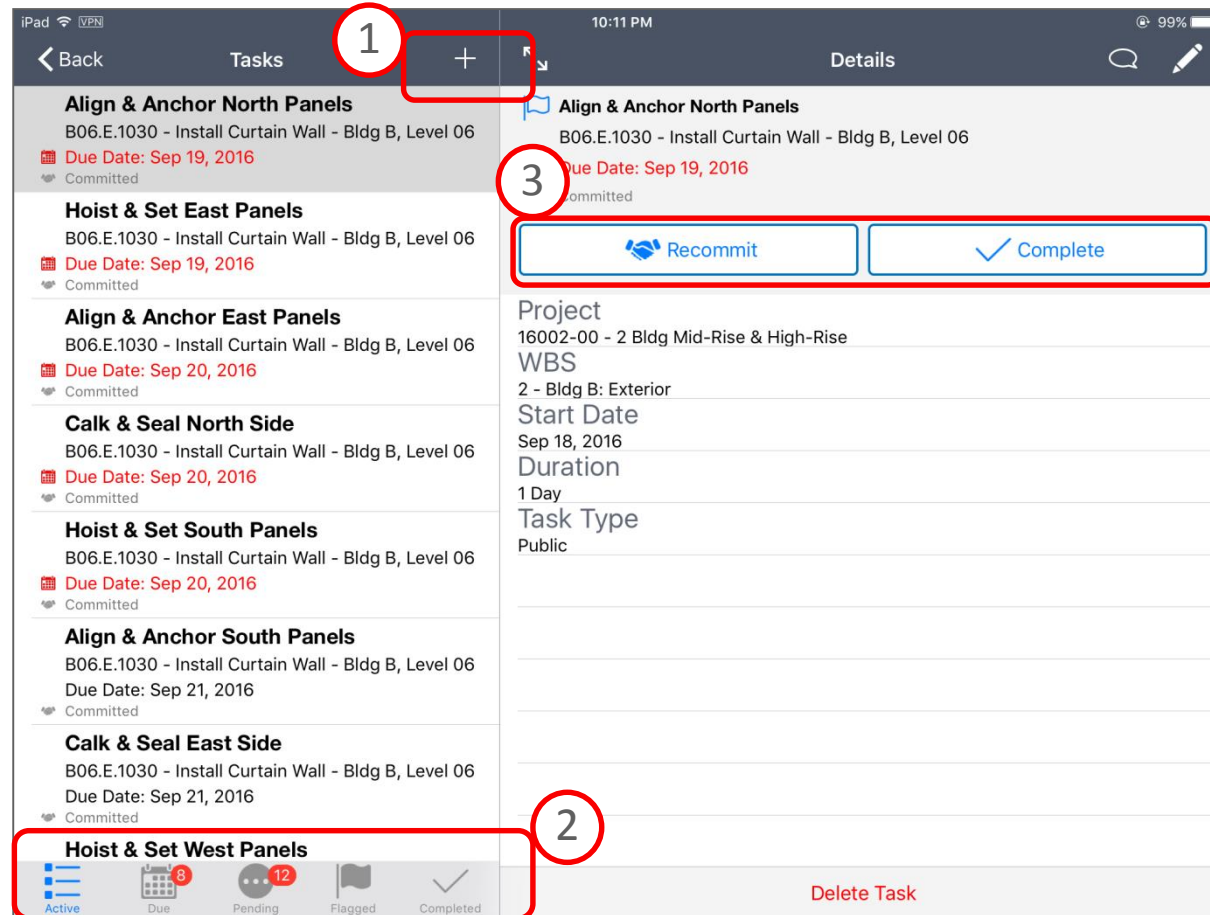 iPad VPN 10:11 PM 99%
1
Back Tasks + Details
Align & Anchor North Panels
B06.E.1030 - Install Curtain Wall - Bldg B, Level 06
Due Date: Sep 19, 2016
Committed
Hoist & Set East Panels
B06.E.1030 - Install Curtain Wall - Bldg B, Level 06
Due Date: Sep 19, 2016
Committed
Align & Anchor East Panels
B06.E.1030 - Install Curtain Wall - Bldg B, Level 06
Due Date: Sep 20, 2016
Committed
Calk & Seal North Side
B06.E.1030 - Install Curtain Wall - Bldg B, Level 06
Due Date: Sep 20, 2016
Committed
Hoist & Set South Panels
B06.E.1030 - Install Curtain Wall - Bldg B, Level 06
Due Date: Sep 20, 2016
Committed
Align & Anchor South Panels
B06.E.1030 - Install Curtain Wall - Bldg B, Level 06
Due Date: Sep 21, 2016
Committed
Calk & Seal East Side
B06.E.1030 - Install Curtain Wall - Bldg B, Level 06
Due Date: Sep 21, 2016
Committed
Hoist & Set West Panels
8 12
Active Due Pending Flagged Completed
2
Align & Anchor North Panels
B06.E.1030 - Install Curtain Wall - Bldg B, Level 06
Due Date: Sep 19, 2016
Committed
3
Recommit Complete
Project
16002-00 - 2 Bldg Mid-Rise & High-Rise
WBS
2 - Bldg B: Exterior
Start Date
Sep 18, 2016
Duration
1 Day
Task Type
Public
Delete Task